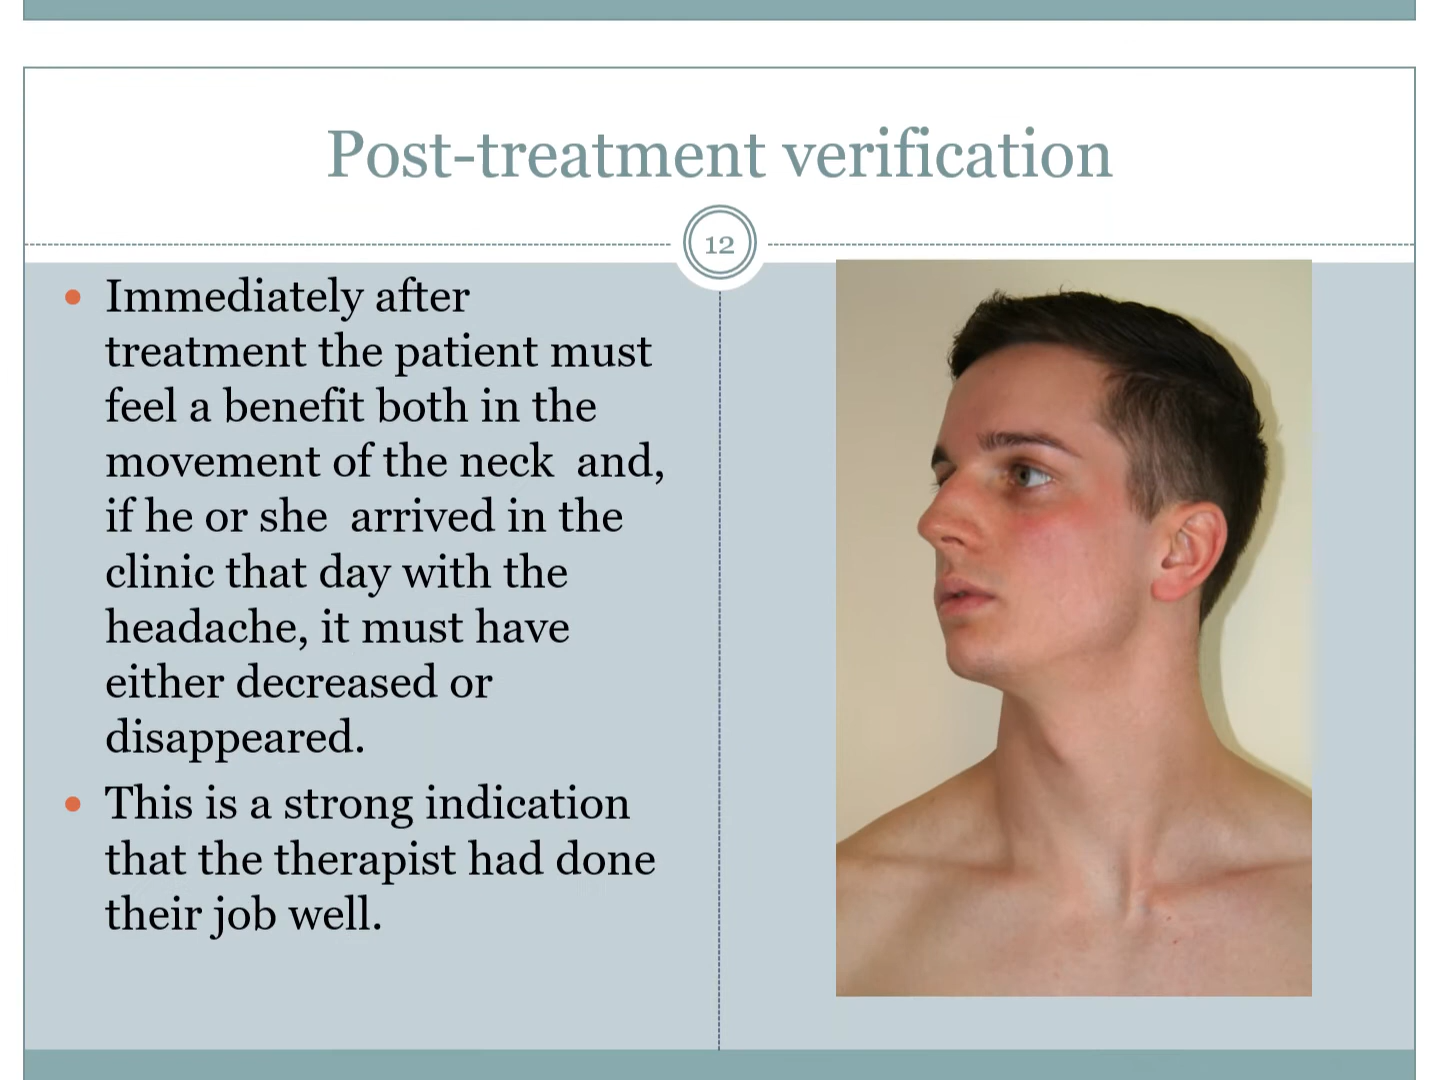 Post-treatment verification
12
Immediately after
treatment the patient must
feel a benefit both in the
movement of the neck  and,
if he or she  arrived in the
clinic that day with the
headache, it must have
either decreased or
disappeared.
This is a strong indication
that the therapist had done
their job well.